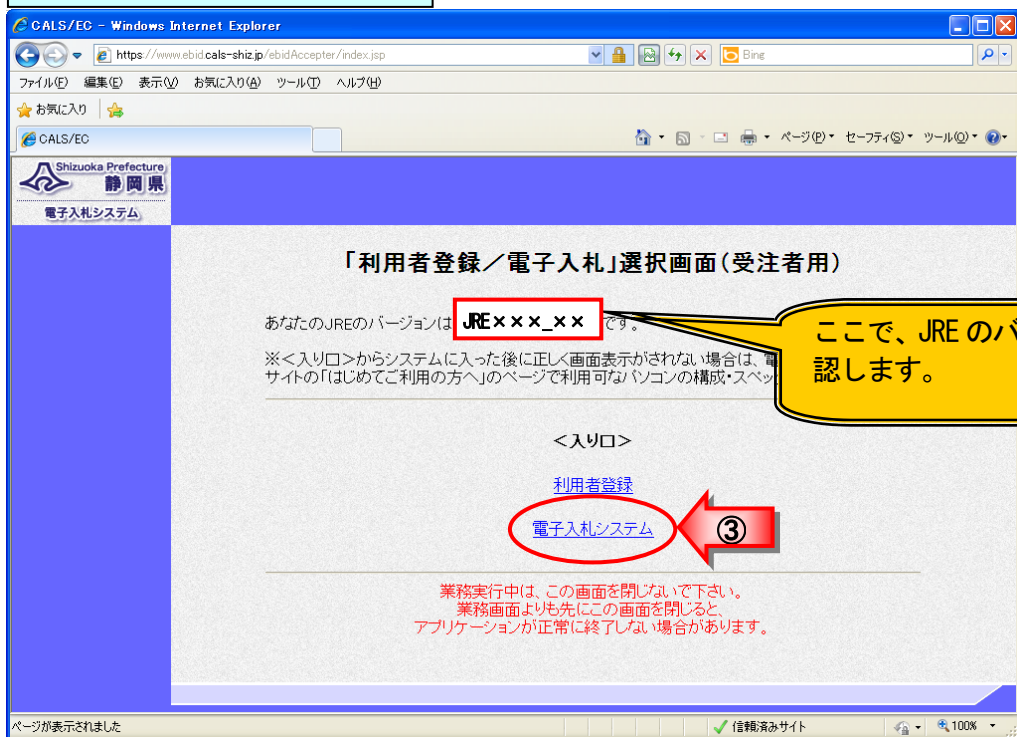 CALS/EC - Windows Internet Explorer
https://www.ebid.cals-shiz.jp/ebidAccepter/index.jsp
Bing
ファイル(F) 編集(E) 表示(V) お気に入り(A) ツール(T) ヘルプ(H)
お気に入り
CALS/EC
ページ(P) セーフティ(S) ツール(O)
Shizuoka Prefecture
静岡県
電子入札システム
「利用者登録／電子入札」選択画面(受注者用)
あなたのJREのバージョンは JRE×××_×× です。
ここで、JREのバ
認します。
※＜入り口＞からシステムに入った後に正しく画面表示がされない場合は、電
サイトの「はじめてご利用の方へ」のページで利用可なパソコンの構成・スペッ
＜入り口＞
利用者登録
電子入札システム
③
業務実行中は、この画面を閉じないで下さい。
業務画面よりも先にこの画面を閉じると、
アプリケーションが正常に終了しない場合があります。
ページが表示されました
信頼済みサイト
100%